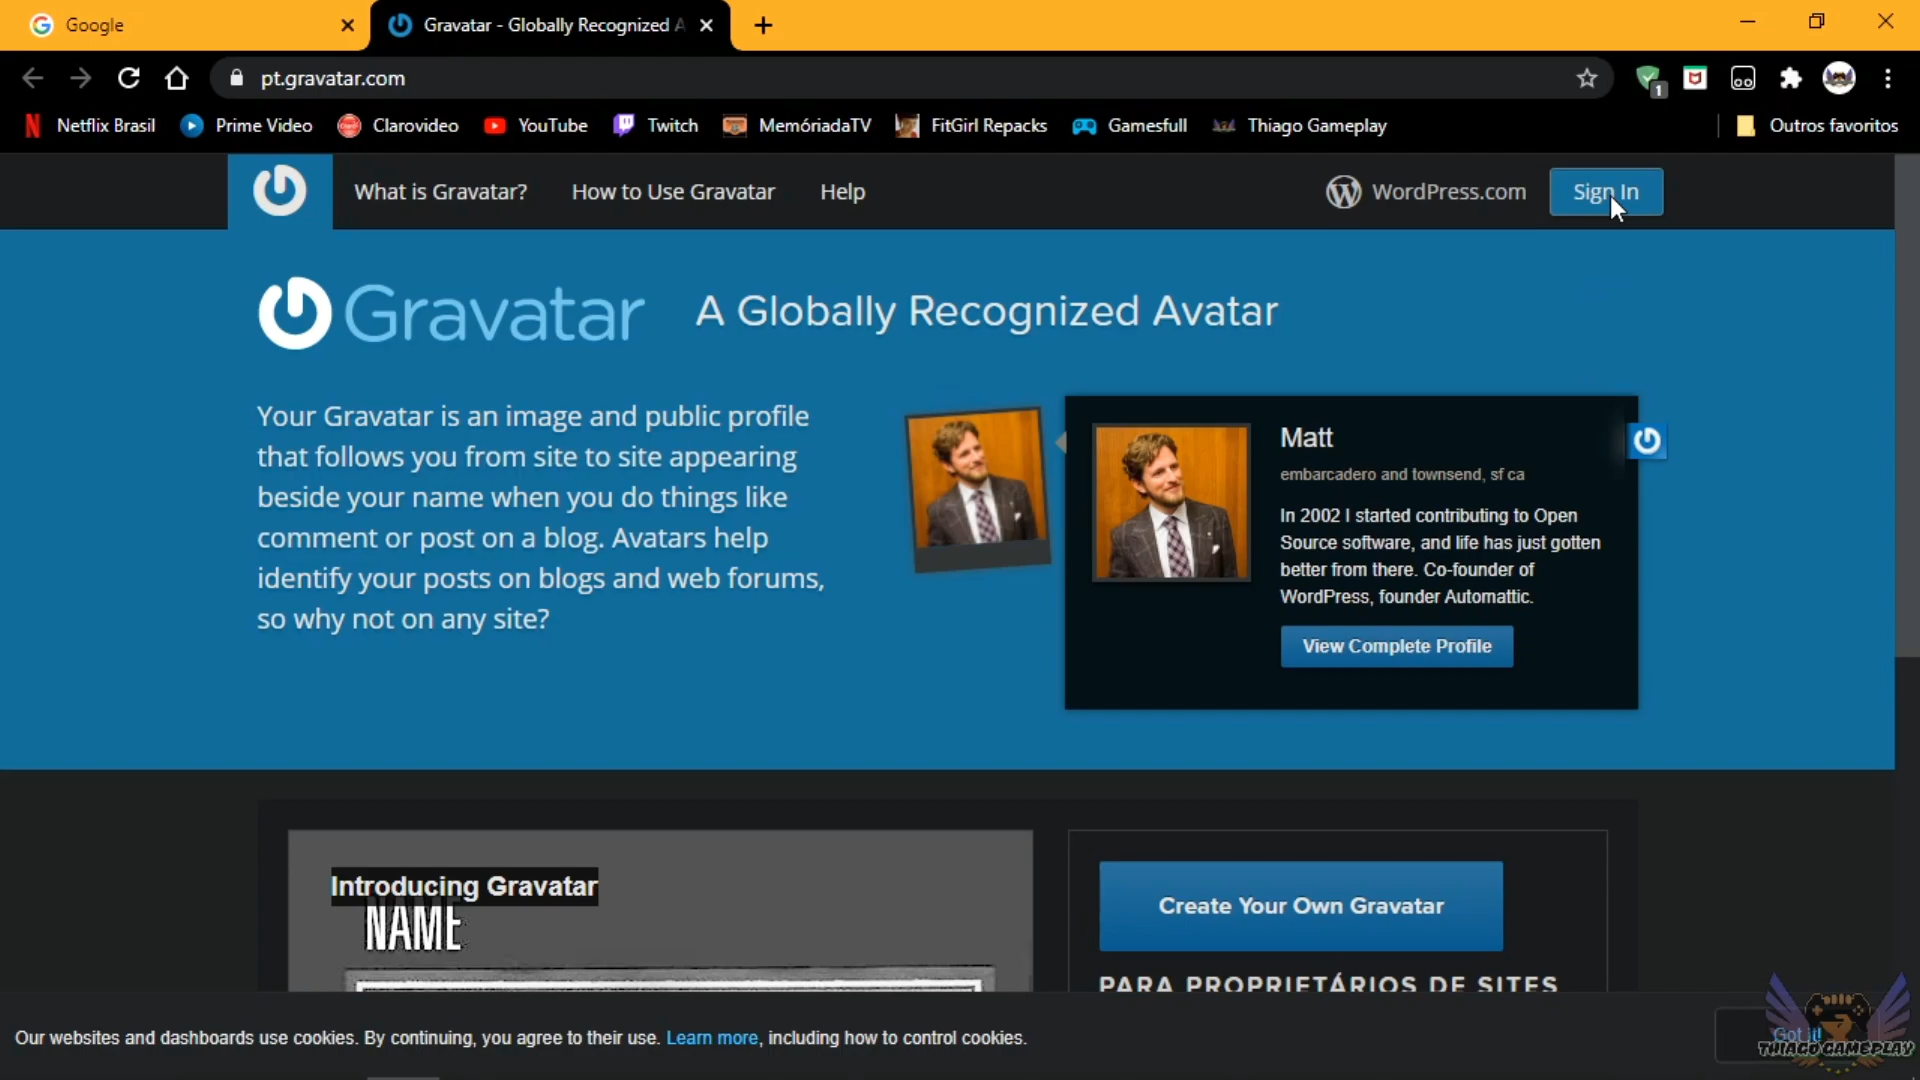 Google
Gravatar - Globally Recognized A
pt.gravatar.com
1
Netflix Brasil
Prime Video
Clarovideo
YouTube
Twitch
MemóriadaTV
FitGirl Repacks
Gamesfull
Thiago Gameplay
Outros favoritos
What is Gravatar?
How to Use Gravatar
Help
WordPress.com
Sign In
Gravatar
A Globally Recognized Avatar
Your Gravatar is an image and public profile
that follows you from site to site appearing
beside your name when you do things like
comment or post on a blog. Avatars help
identify your posts on blogs and web forums,
so why not on any site?
Matt
embarcadero and townsend, sf ca
In 2002 I started contributing to Open
Source software, and life has just gotten
better from there. Co-founder of
WordPress, founder Automattic.
View Complete Profile
Introducing Gravatar
NAME
Create Your Own Gravatar
PARA PROPRIETÁRIOS DE SITES
Our websites and dashboards use cookies. By continuing, you agree to their use. Learn more, including how to control cookies.
Got it!
THIAGO GAMEPLAY